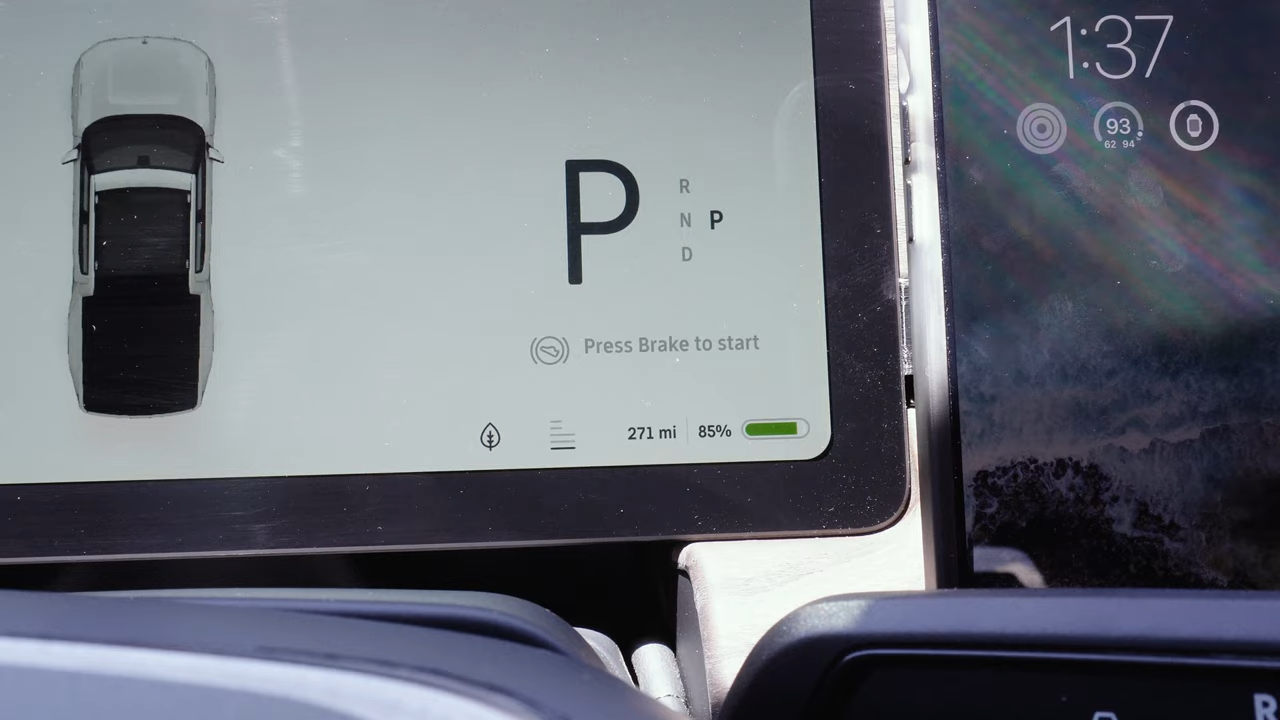 P
R
N P
D
Press Brake to start
271 mi 85%
1:37
93
62 94
R